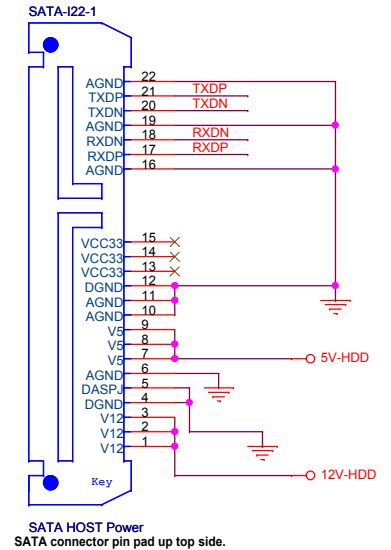 SATA-I22-1
AGND 22
TXDP 21 TXDP
TXDN 20 TXDN
AGND 19
RXDN 18 RXDN
RXDP 17 RXDP
AGND 16
VCC33 15
VCC33 14
VCC33 13
DGND 12
AGND 11
AGND 10
V5 9
V5 8
V5 7 5V-HDD
AGND 6
DASPJ 5
DGND 4
V12 3
V12 2
V12 1
12V-HDD
Key
SATA HOST Power
SATA connector pin pad up top side.